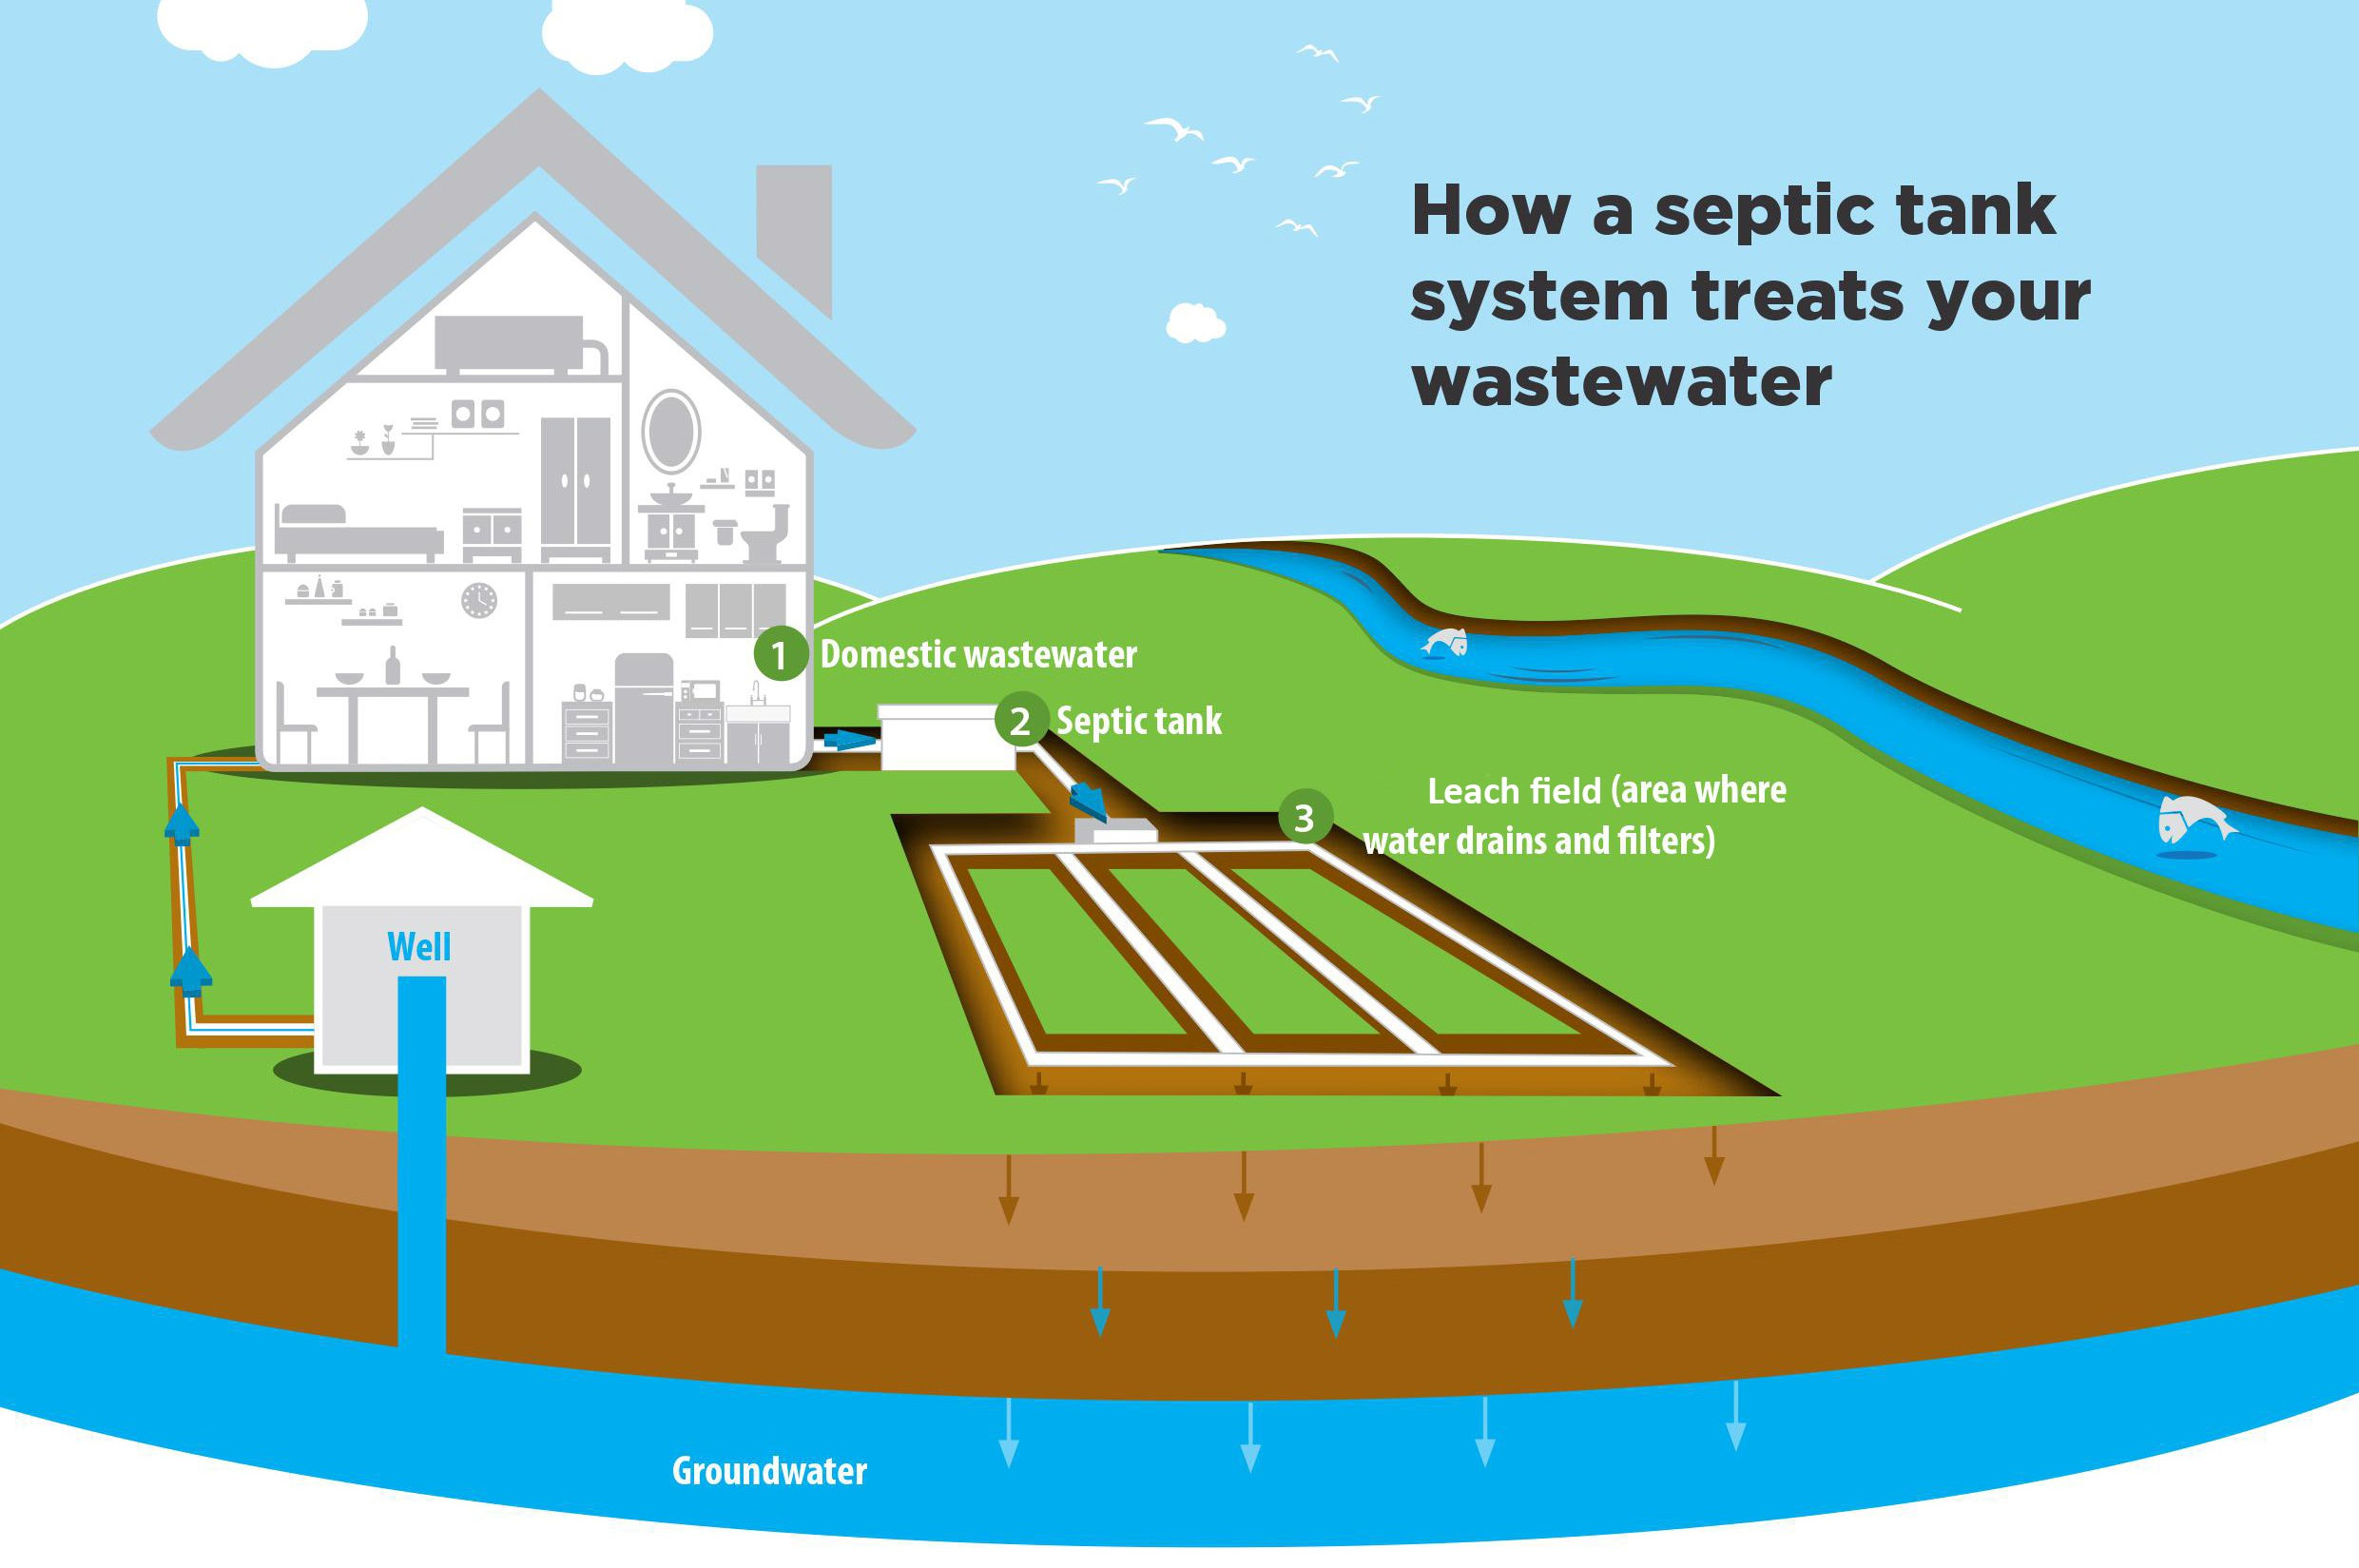 How a septic tank
system treats your
wastewater
1 Domestic wastewater
2 Septic tank
3 Leach field (area where
water drains and filters)
Well
Groundwater